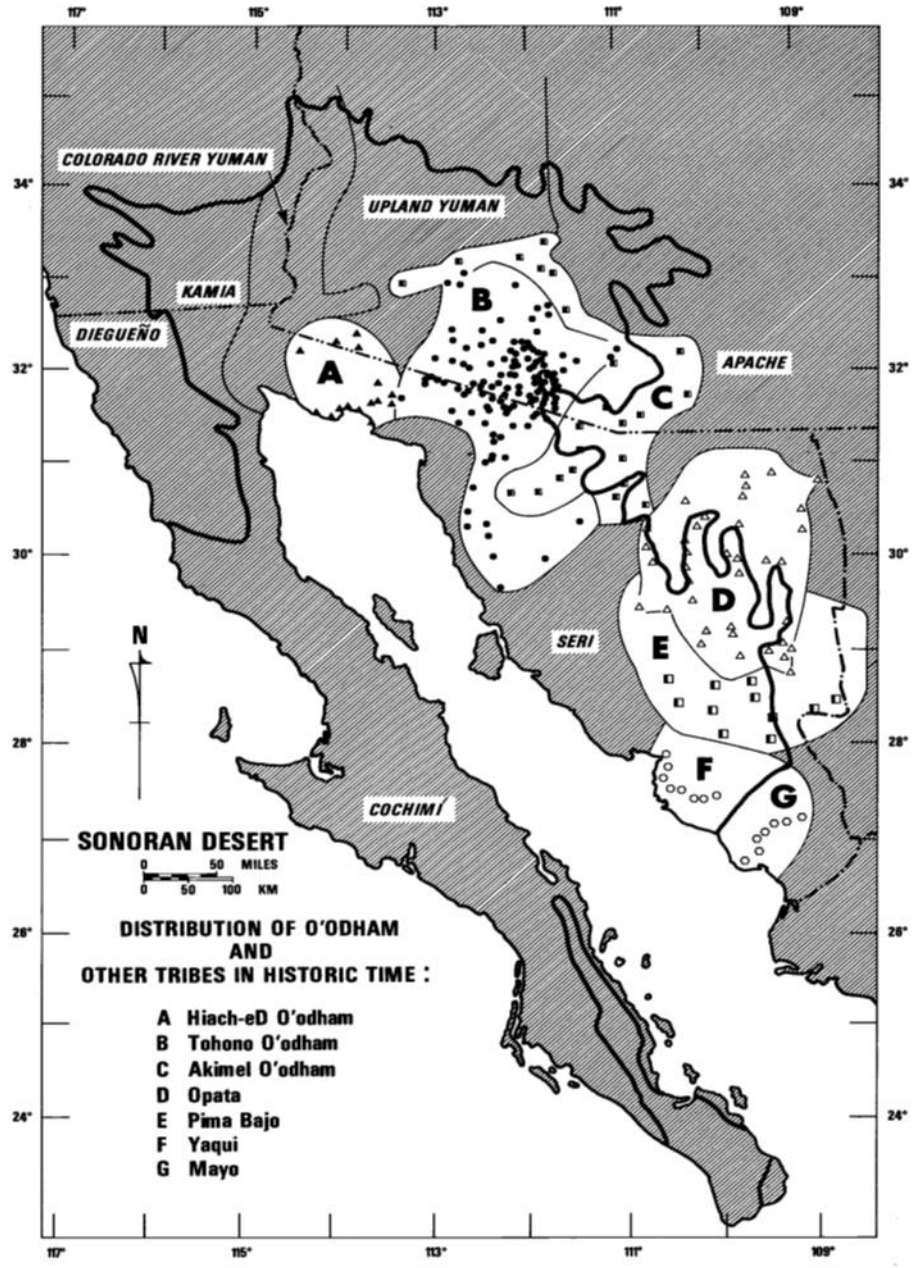 117° 115° 113° 111° 109°
COLORADO RIVER YUMAN
34° 34°
UPLAND YUMAN
KAMIA
B
DIEGUEÑO
32° 32°
A
APACHE
C
30° 30°
D
N
SERI
E
28° 28°
F
G
COCHIMÍ
SONORAN DESERT
0 50 MILES
0 50 100 KM
DISTRIBUTION OF O'ODHAM
AND
OTHER TRIBES IN HISTORIC TIME :
26° 26°
A Hiach-eD O'odham
B Tohono O'odham
C Akimel O'odham
D Opata
E Pima Bajo
F Yaqui
G Mayo
24° 24°
117° 115° 113° 111° 109°